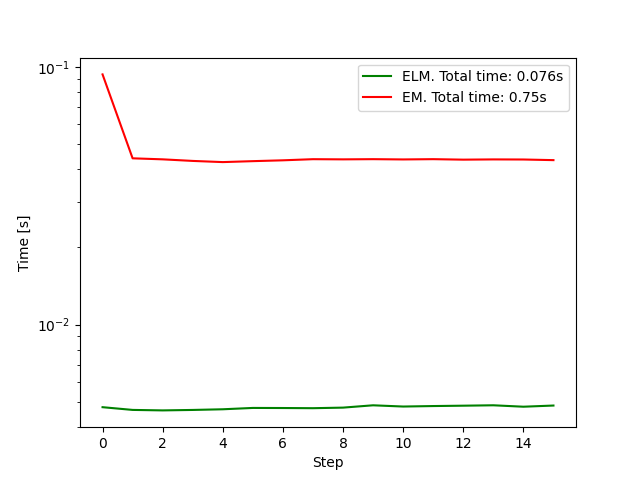 ELM. Total time: 0.076s
EM. Total time: 0.75s
10⁻¹
10⁻²
Time [s]
0 2 4 6 8 10 12 14
Step